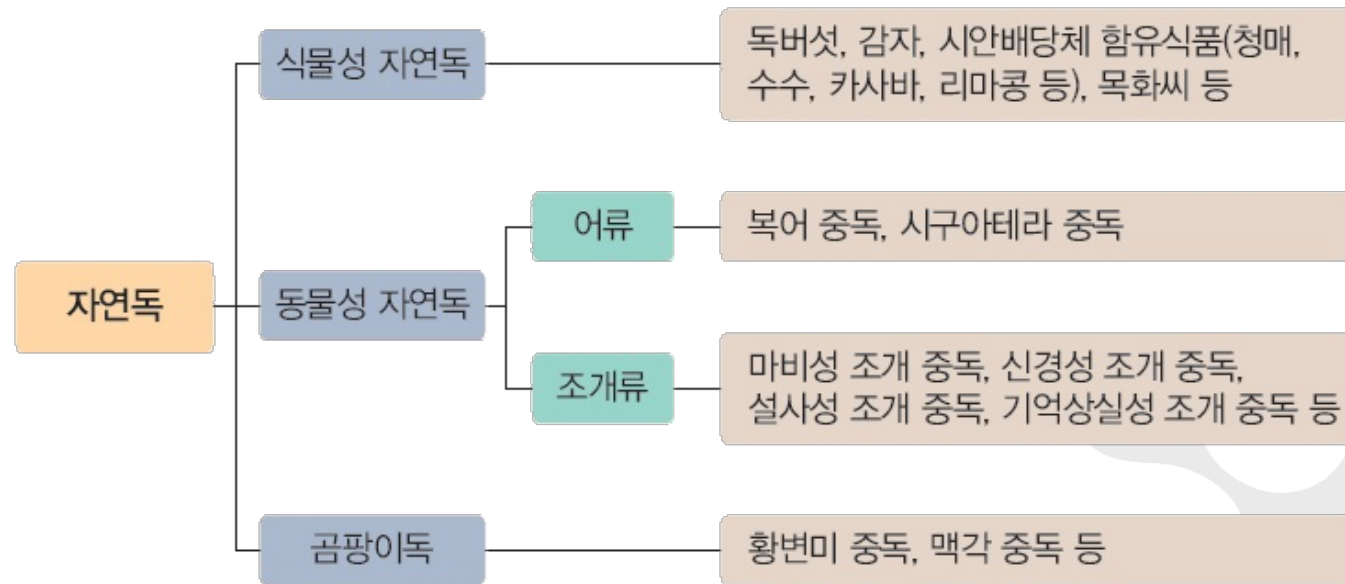 식물성 자연독
독버섯, 감자, 시안배당체 함유식품(청매,
수수, 카사바, 리마콩 등), 목화씨 등
어류
복어 중독, 시구아테라 중독
자연독
동물성 자연독
조개류
마비성 조개 중독, 신경성 조개 중독,
설사성 조개 중독, 기억상실성 조개 중독 등
곰팡이독
황변미 중독, 맥각 중독 등